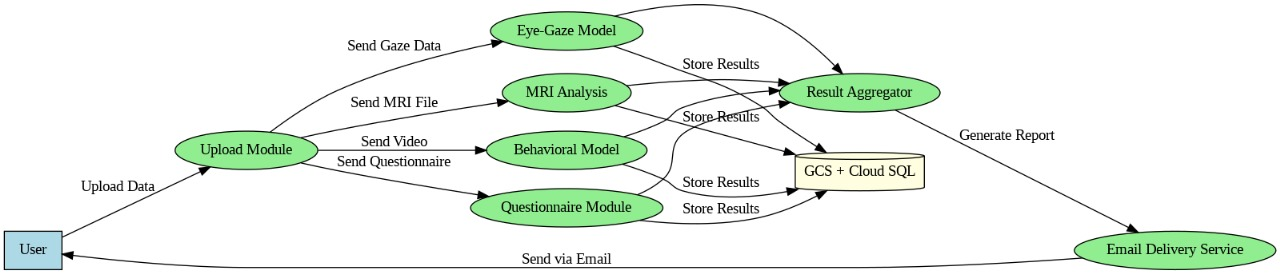 Eye-Gaze Model
Send Gaze Data
Store Results
MRI Analysis
Result Aggregator
Send MRI File
Store Results
Generate Report
Send Video
Upload Module
Behavioral Model
Send Questionnaire
GCS + Cloud SQL
Upload Data
Store Results
Questionnaire Module
Store Results
User
Email Delivery Service
Send via Email